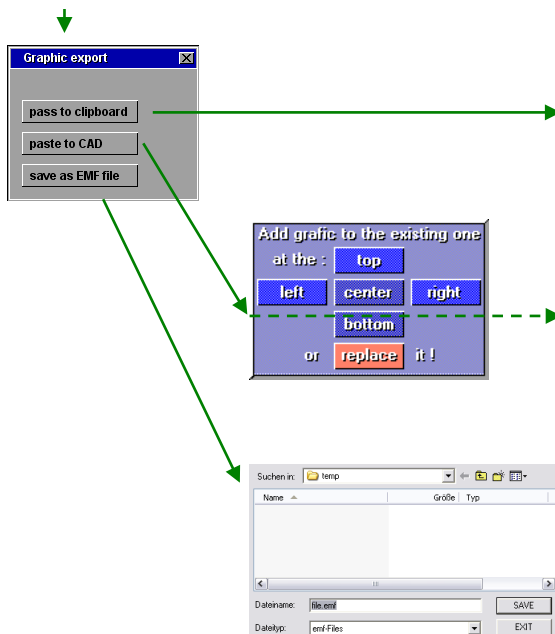 Graphic export
pass to clipboard
paste to CAD
save as EMF file
Add grafic to the existing one
at the : top
left center right
bottom
or replace it !
Suchen in: temp
Name Größe Typ
Dateiname: file.emf SAVE
Dateityp: emf-Files EXIT